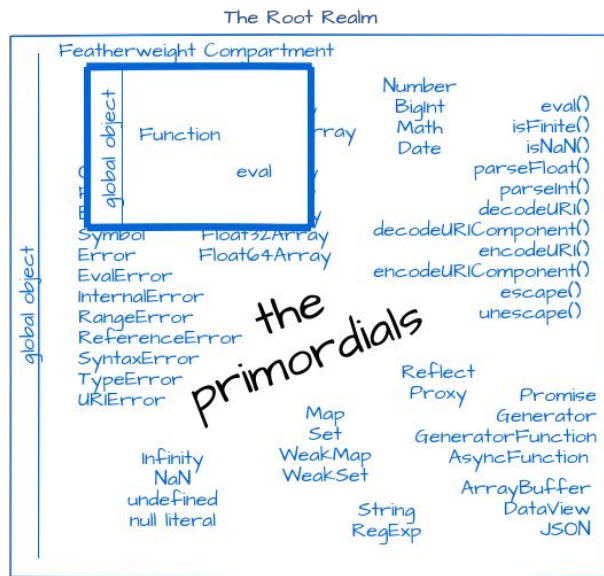 The Root Realm
Featherweight Compartment
global object
Function
eval
Symbol
Error
EvalError
InternalError
RangeError
ReferenceError
SyntaxError
TypeError
URIError
Float32Array
Float64Array
Number
BigInt
Math
Date
eval()
isFinite()
isNaN()
parseFloat()
parseInt()
decodeURI()
decodeURIComponent()
encodeURI()
encodeURIComponent()
escape()
unescape()
global object
the
primordials
Reflect
Proxy
Promise
Generator
GeneratorFunction
AsyncFunction
Map
Set
WeakMap
WeakSet
Infinity
NaN
undefined
null literal
ArrayBuffer
DataView
JSON
String
RegExp